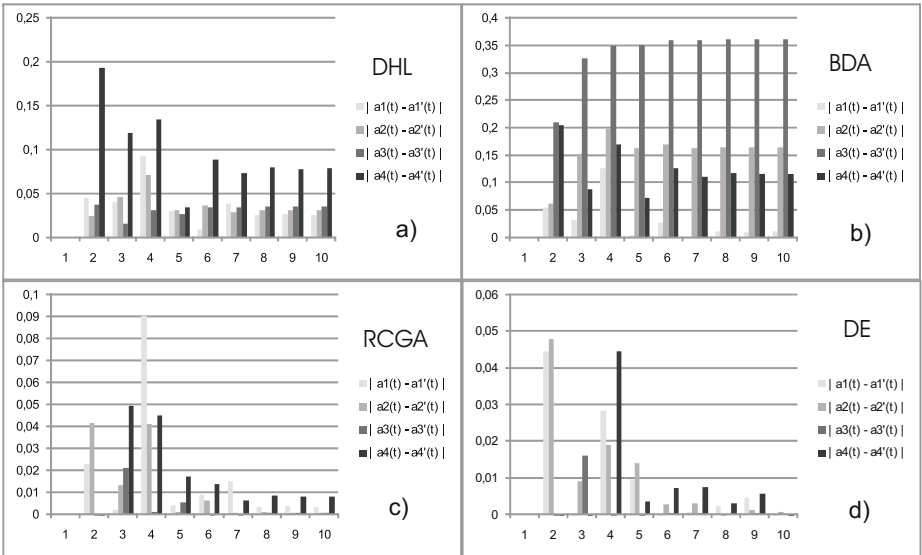 0,25
0,2
0,15
0,1
0,05
0
1 2 3 4 5 6 7 8 9 10
DHL
| a1(t) - a1'(t) |
| a2(t) - a2'(t) |
| a3(t) - a3'(t) |
| a4(t) - a4'(t) |
a)
0,4
0,35
0,3
0,25
0,2
0,15
0,1
0,05
0
1 2 3 4 5 6 7 8 9 10
BDA
| a1(t) - a1'(t) |
| a2(t) - a2'(t) |
| a3(t) - a3'(t) |
| a4(t) - a4'(t) |
b)
0,1
0,09
0,08
0,07
0,06
0,05
0,04
0,03
0,02
0,01
0
1 2 3 4 5 6 7 8 9 10
RCGA
| a1(t) - a1'(t) |
| a2(t) - a2'(t) |
| a3(t) - a3'(t) |
| a4(t) - a4'(t) |
c)
0,06
0,05
0,04
0,03
0,02
0,01
0
1 2 3 4 5 6 7 8 9 10
DE
| a1(t) - a1'(t) |
| a2(t) - a2'(t) |
| a3(t) - a3'(t) |
| a4(t) - a4'(t) |
d)